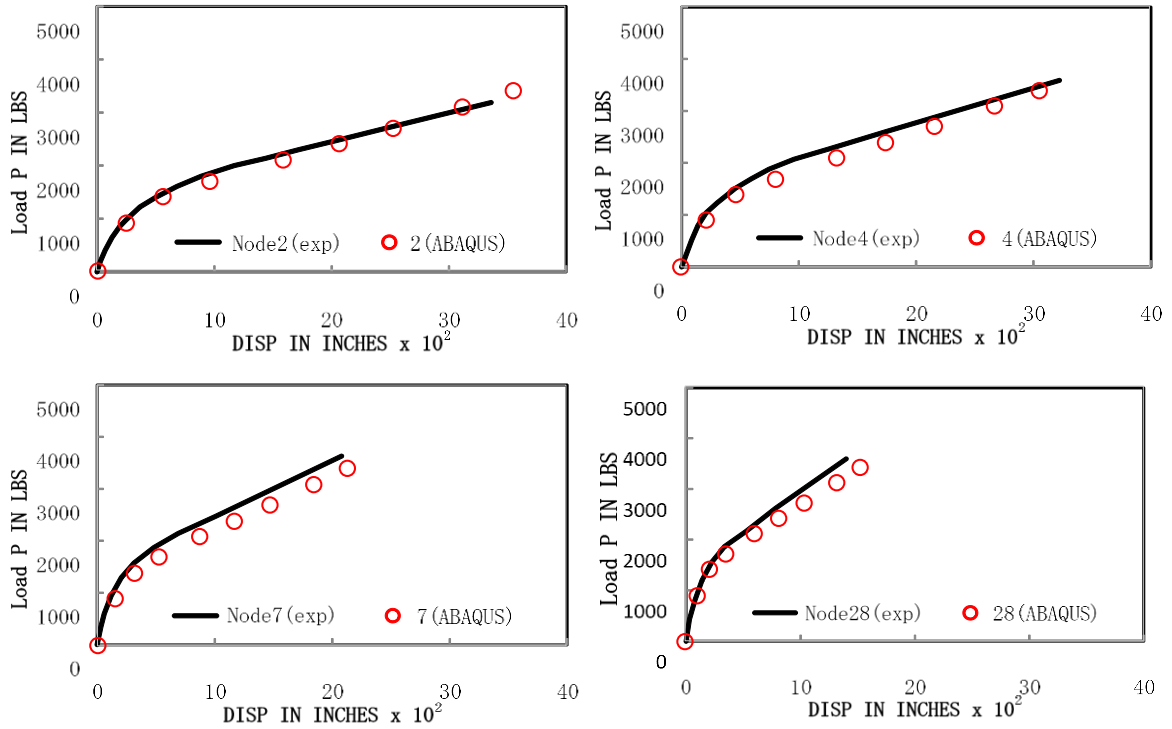 5000
4000
3000
2000
1000
0
Load P IN LBS
Node2(exp) 2(ABAQUS)
0 10 20 30 40
DISP IN INCHES x 10²
5000
4000
3000
2000
1000
0
Load P IN LBS
Node4(exp) 4(ABAQUS)
0 10 20 30 40
DISP IN INCHES x 10²
5000
4000
3000
2000
1000
0
Load P IN LBS
Node7(exp) 7(ABAQUS)
0 10 20 30 40
DISP IN INCHES x 10²
5000
4000
3000
2000
1000
0
Load P IN LBS
Node28(exp) 28(ABAQUS)
0 10 20 30 40
DISP IN INCHES x 10²